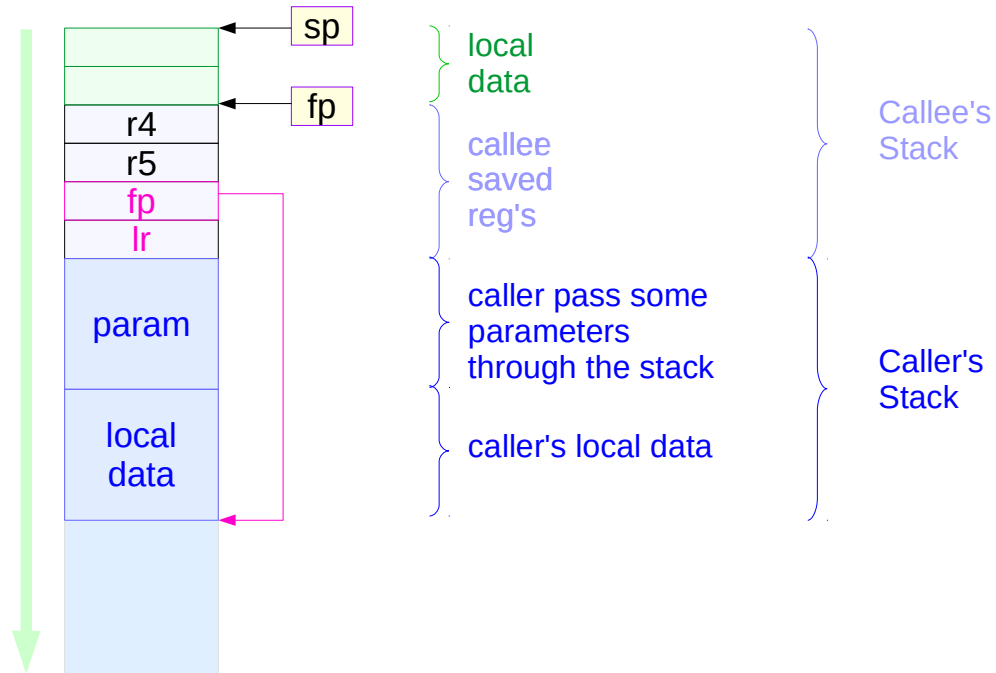 sp
fp
r4
r5
fp
lr
param
local
data
local
data
callee
saved
reg's
caller pass some
parameters
through the stack
caller's local data
Callee's
Stack
Caller's
Stack